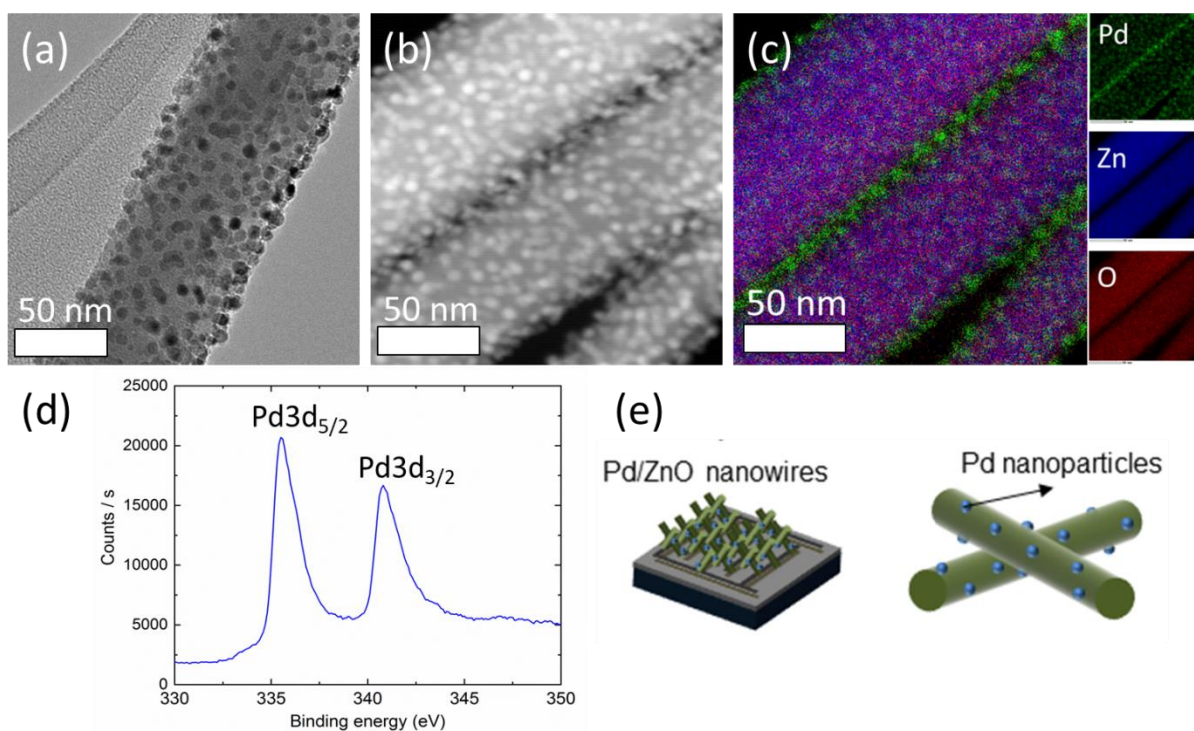 (a)
50 nm
(b)
50 nm
(c)
50 nm
Pd
Zn
O
(d)
25000
20000
15000
10000
5000
0
Counts / s
Pd3d5/2
Pd3d3/2
330
335
340
345
350
Binding energy (eV)
(e)
Pd/ZnO nanowires
Pd nanoparticles